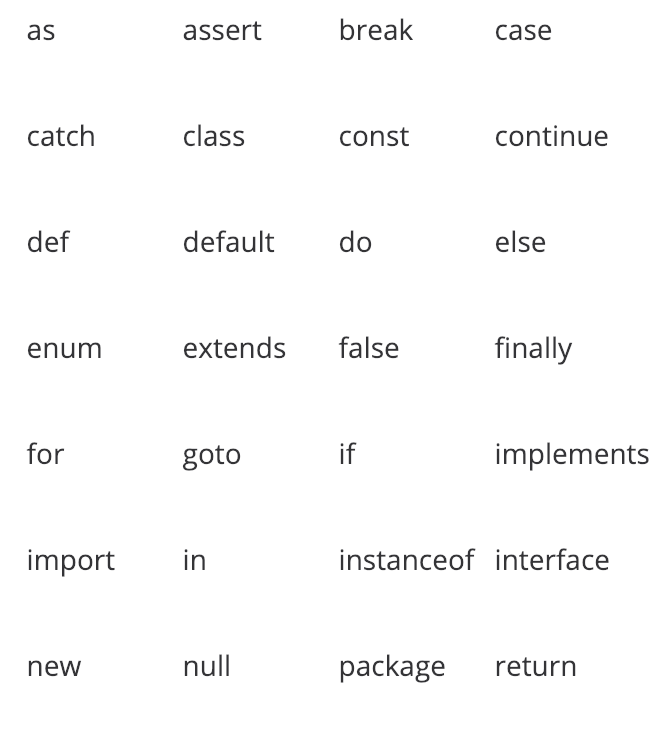 as assert break case
catch class const continue
def default do else
enum extends false finally
for goto if implements
import in instanceof interface
new null package return